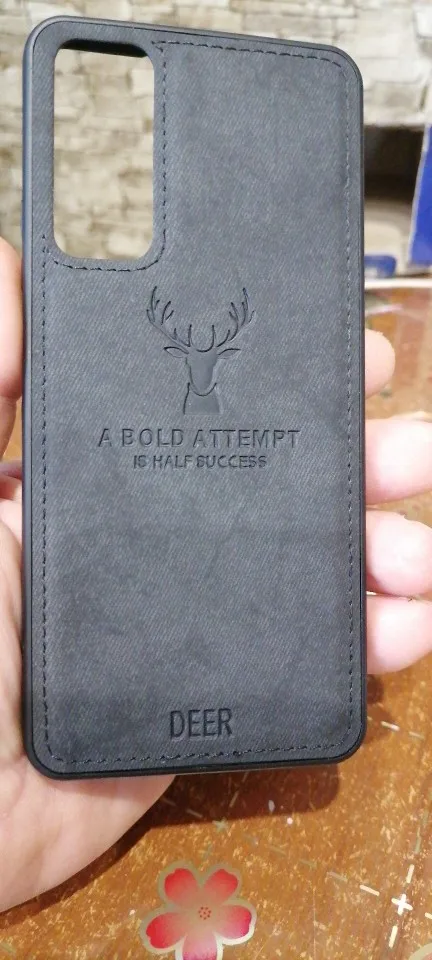 A BOLD ATTEMPT
IS HALF SUCCESS
DEER